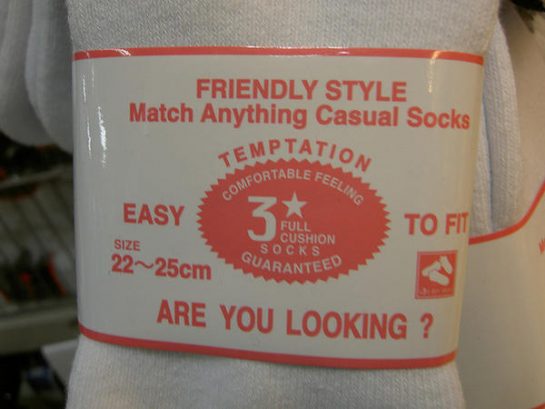 FRIENDLY STYLE
Match Anything Casual Socks
TEMPTATION
COMFORTABLE FEELING
EASY
3★
FULL
CUSHION
SOCKS
GUARANTEED
TO FIT
SIZE
22~25cm
ARE YOU LOOKING ?